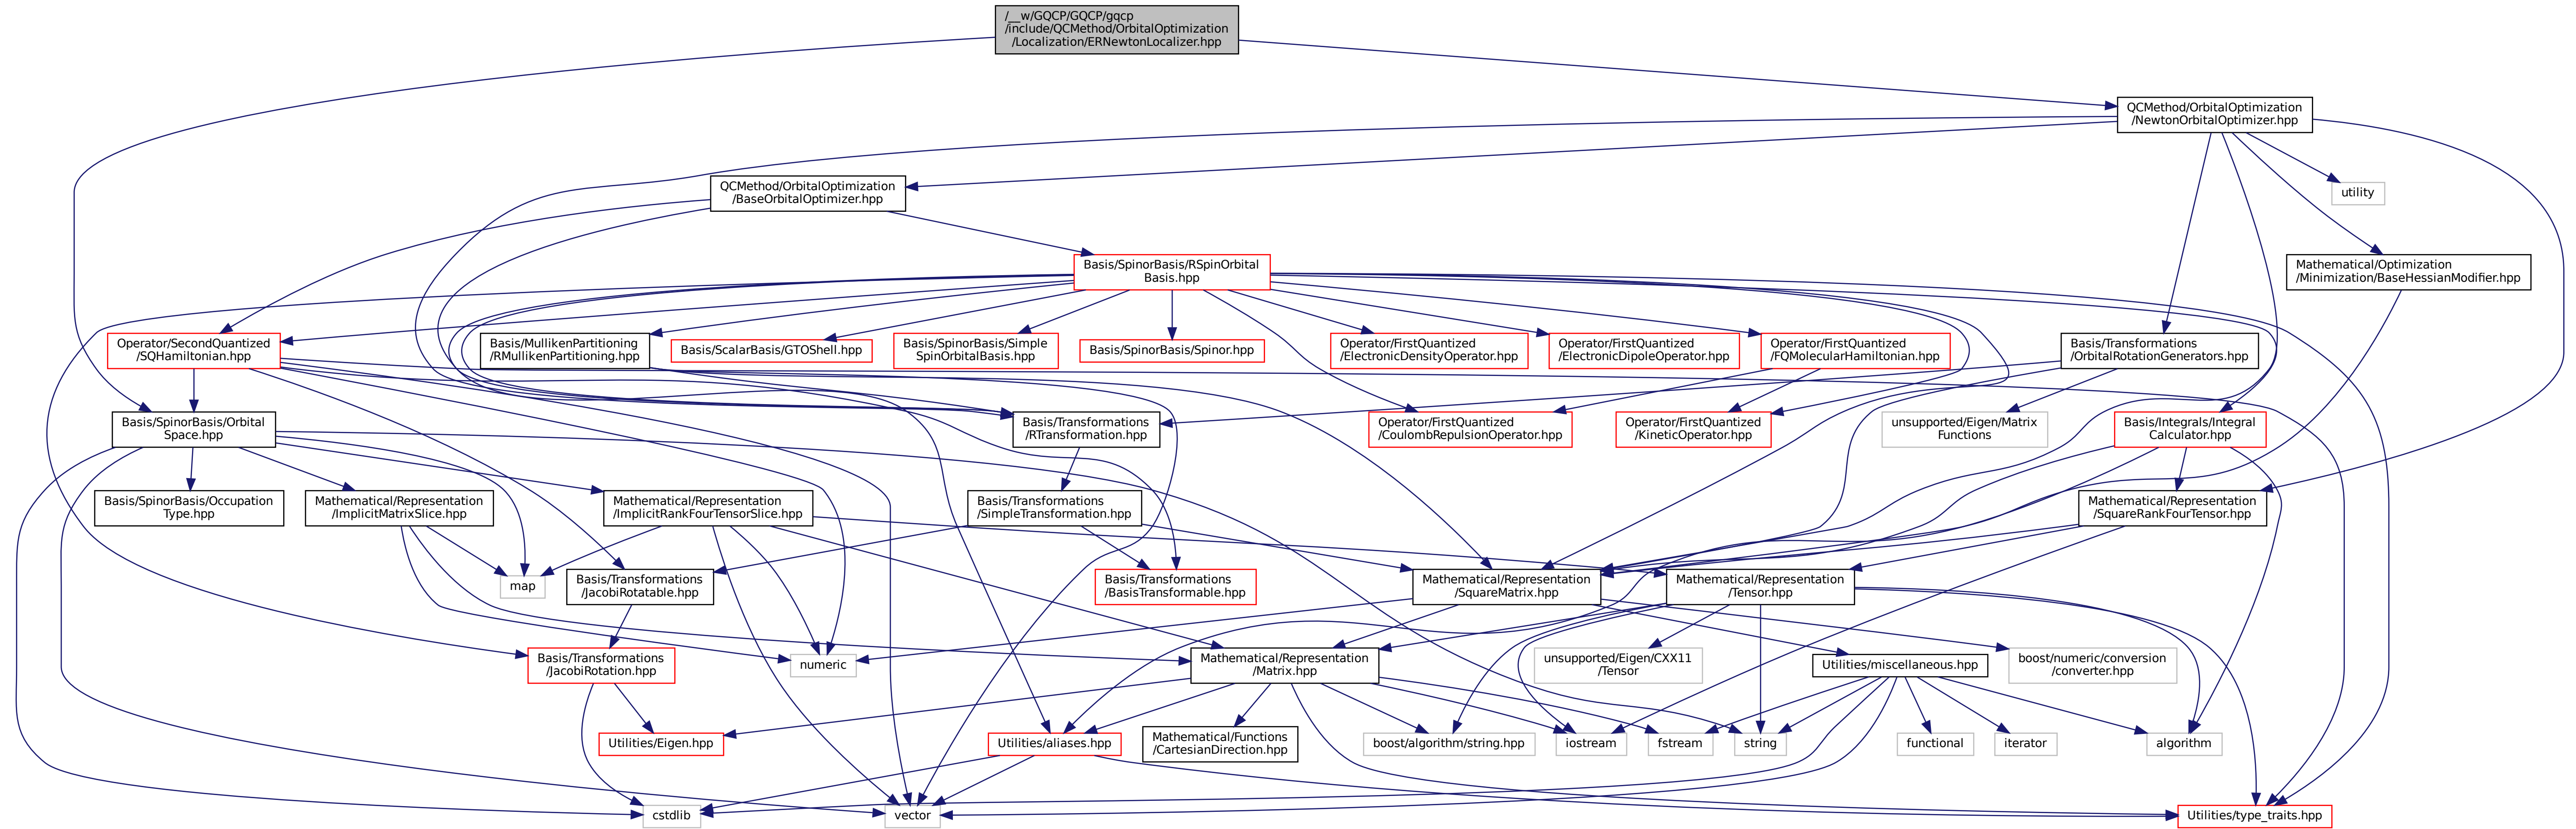 /__w/GQCP/GQCP/gqcp
/include/QCMethod/OrbitalOptimization
/Localization/ERNewtonLocalizer.hpp
QCMethod/OrbitalOptimization
/NewtonOrbitalOptimizer.hpp
QCMethod/OrbitalOptimization
/BaseOrbitalOptimizer.hpp
utility
Basis/SpinorBasis/RSpinOrbital
Basis.hpp
Mathematical/Optimization
/Minimization/BaseHessianModifier.hpp
Operator/SecondQuantized
/SQHamiltonian.hpp
Basis/MullikenPartitioning
/RMullikenPartitioning.hpp
Basis/ScalarBasis/GTOShell.hpp
Basis/SpinorBasis/Simple
SpinOrbitalBasis.hpp
Basis/SpinorBasis/Spinor.hpp
Operator/FirstQuantized
/ElectronicDensityOperator.hpp
Operator/FirstQuantized
/ElectronicDipoleOperator.hpp
Operator/FirstQuantized
/FQMolecularHamiltonian.hpp
Basis/Transformations
/OrbitalRotationGenerators.hpp
Basis/SpinorBasis/Orbital
Space.hpp
Basis/Transformations
/RTransformation.hpp
Operator/FirstQuantized
/CoulombRepulsionOperator.hpp
Operator/FirstQuantized
/KineticOperator.hpp
unsupported/Eigen/Matrix
Functions
Basis/Integrals/Integral
Calculator.hpp
Basis/SpinorBasis/Occupation
Type.hpp
Mathematical/Representation
/ImplicitMatrixSlice.hpp
Mathematical/Representation
/ImplicitRankFourTensorSlice.hpp
Basis/Transformations
/SimpleTransformation.hpp
Mathematical/Representation
/SquareRankFourTensor.hpp
map
Basis/Transformations
/JacobiRotatable.hpp
Basis/Transformations
/BasisTransformable.hpp
Mathematical/Representation
/SquareMatrix.hpp
Mathematical/Representation
/Tensor.hpp
Basis/Transformations
/JacobiRotation.hpp
numeric
Mathematical/Representation
/Matrix.hpp
unsupported/Eigen/CXX11
/Tensor
Utilities/miscellaneous.hpp
boost/numeric/conversion
/converter.hpp
Utilities/Eigen.hpp
Utilities/aliases.hpp
Mathematical/Functions
/CartesianDirection.hpp
boost/algorithm/string.hpp
iostream
fstream
string
functional
iterator
algorithm
cstdlib
vector
Utilities/type_traits.hpp